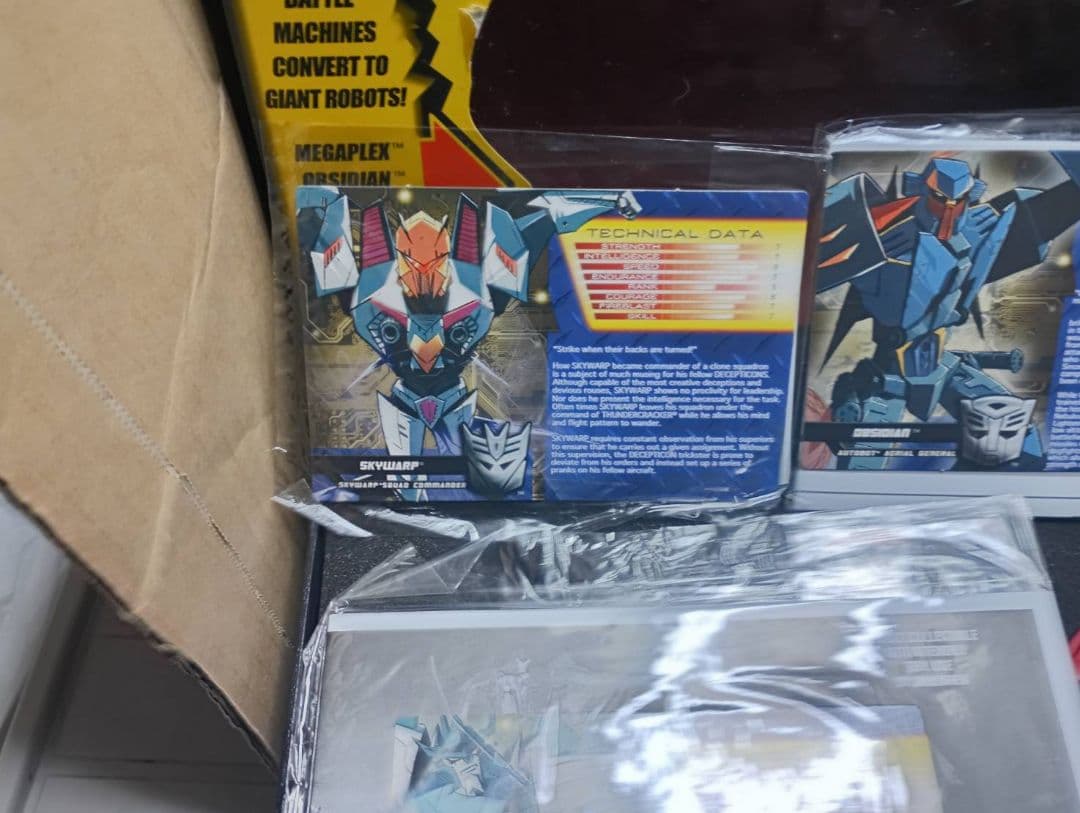 BATTLE
MACHINES
CONVERT TO
GIANT ROBOTS!
MEGAPLEX™
OBSIDIAN™
TECHNICAL DATA
STRENGTH
INTELLIGENCE
SPEED
ENDURANCE
RANK
COURAGE
FIREBLAST
SKILL
"Strike when their backs are turned!"
How SKYWARP became commander of a clone squadron
is a subject of much musing for his fellow DECEPTICONS.
Although capable of the most creative deceptions and
devious rouses, SKYWARP shows no proclivity for leadership.
Nor does he present the intelligence necessary for the task.
Often times SKYWARP leaves his squadron under the
command of THUNDERCRACKER® while he allows his mind
and flight pattern to wander.
SKYWARP requires constant observation from his superiors
to ensure that he carries out a given assignment. Without
this supervision, the DECEPTICON trickster is prone to
deviate from his orders and instead set up a series of
pranks on his fellow aircraft.
SKYWARP™
SKYWARP™ SQUAD COMMANDER
OBSIDIAN™
AUTOBOT® AERIAL GENERAL